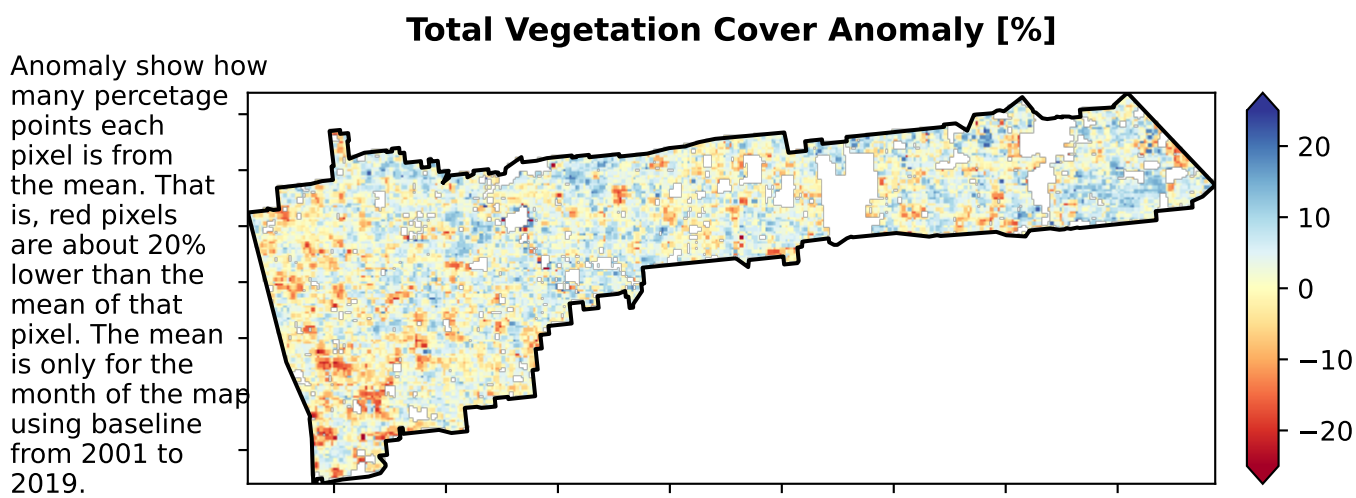 Total Vegetation Cover Anomaly [%]
Anomaly show how
many percetage
points each
pixel is from
the mean. That
is, red pixels
are about 20%
lower than the
mean of that
pixel. The mean
is only for the
month of the map
using baseline
from 2001 to
2019.
20
10
0
−10
−20